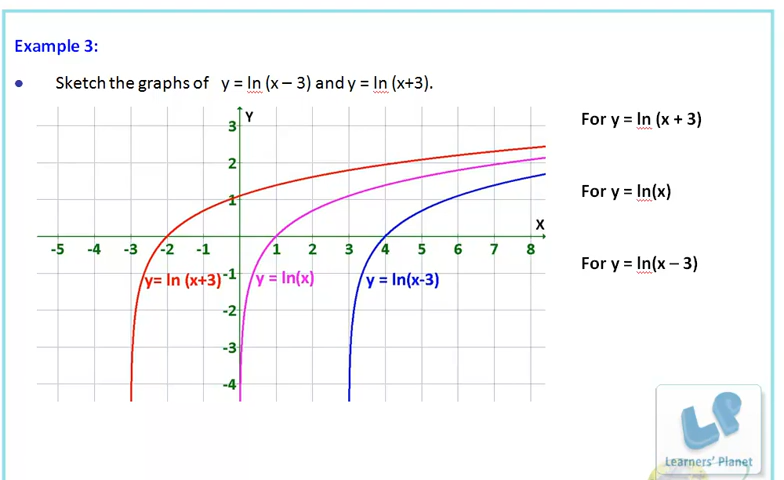 Example 3:
• Sketch the graphs of y = ln (x – 3) and y = ln (x+3).
For y = ln (x + 3)
For y = ln(x)
For y = ln(x – 3)
Y
3
2
1
X
-5 -4 -3 -2 -1 1 2 3 4 5 6 7 8
y= ln (x+3) -1 y = ln(x) y = ln(x-3)
-2
-3
-4
LP
Learners' Planet